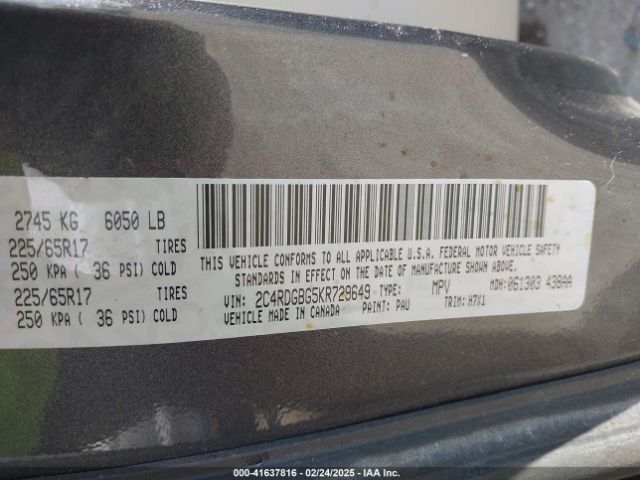 2745 KG 6050 LB
225/65R17 TIRES
250 KPA ( 36 PSI) COLD
225/65R17 TIRES
250 KPA ( 36 PSI) COLD
THIS VEHICLE CONFORMS TO ALL APPLICABLE U.S.A. FEDERAL MOTOR VEHICLE SAFETY
STANDARDS IN EFFECT ON THE DATE OF MANUFACTURE SHOWN ABOVE.
VIN: 2C4RDGBG5KR729649 TYPE: MPV MDH: 061303 438AA
VEHICLE MADE IN CANADA PAINT: PAU TRIM: H7X1
00-41637816 - 02/24/2025 - IAA Inc.